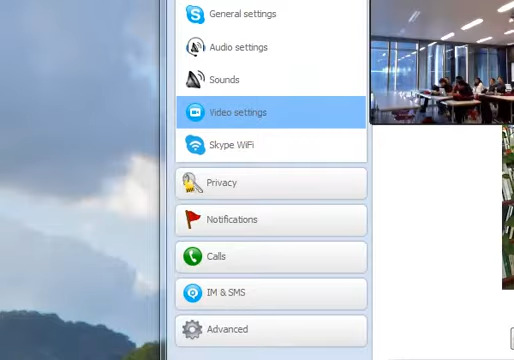 General settings
Audio settings
Sounds
Video settings
Skype WiFi
Privacy
Notifications
Calls
IM & SMS
Advanced